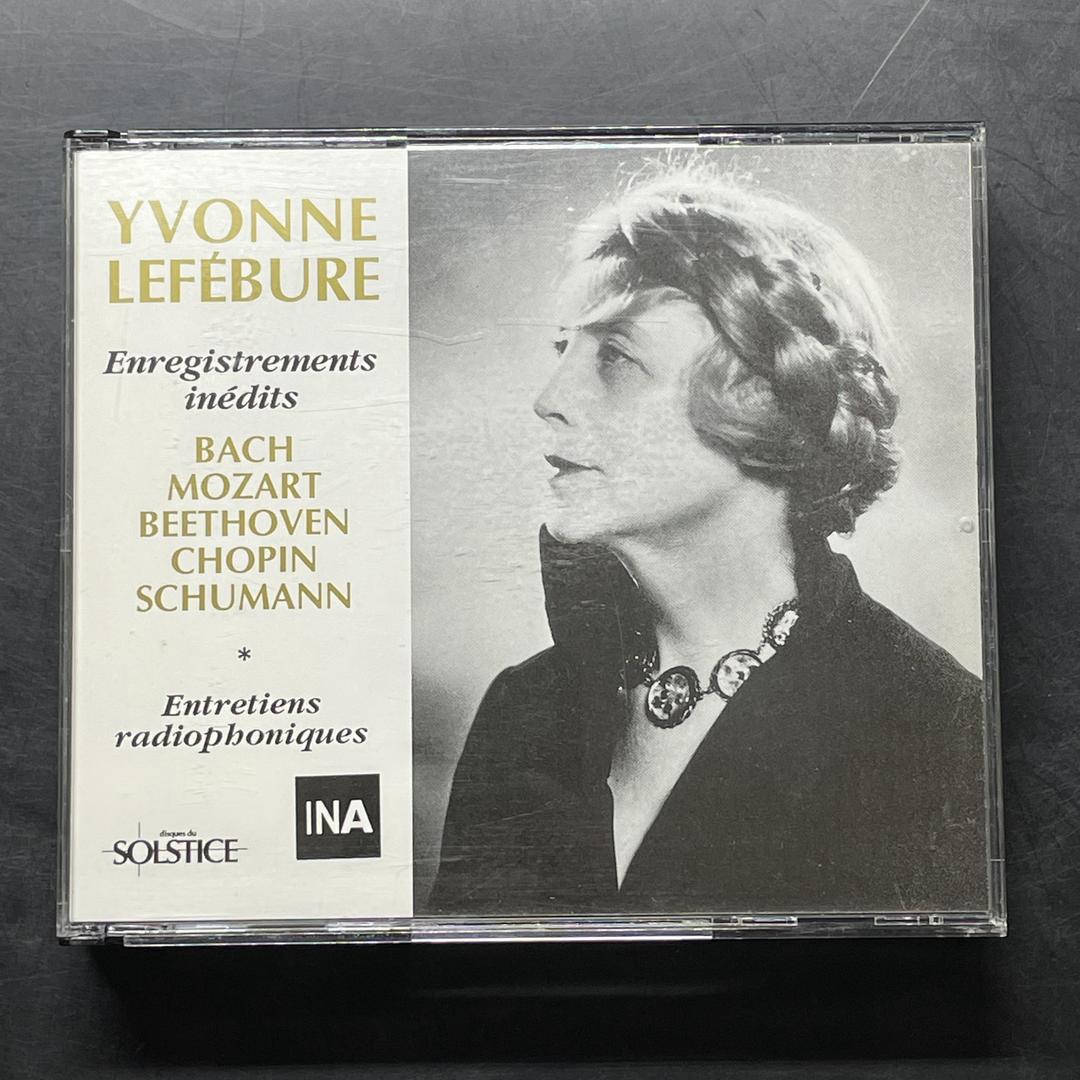 YVONNE
LEFÉBURE
Enregistrements
inédits
BACH
MOZART
BEETHOVEN
CHOPIN
SCHUMANN
*
Entretiens
radiophoniques
INA
disques du
SOLSTICE